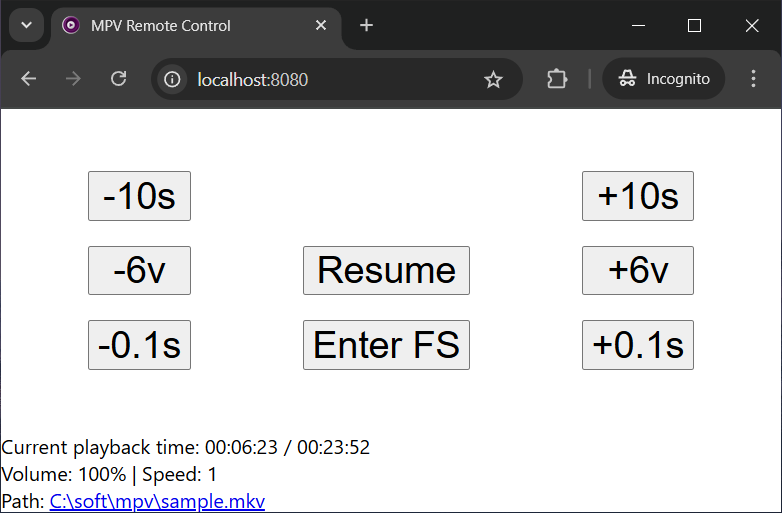 MPV Remote Control
localhost:8080
Incognito
-10s +10s
-6v Resume +6v
-0.1s Enter FS +0.1s
Current playback time: 00:06:23 / 00:23:52
Volume: 100% | Speed: 1
Path: C:\soft\mpv\sample.mkv